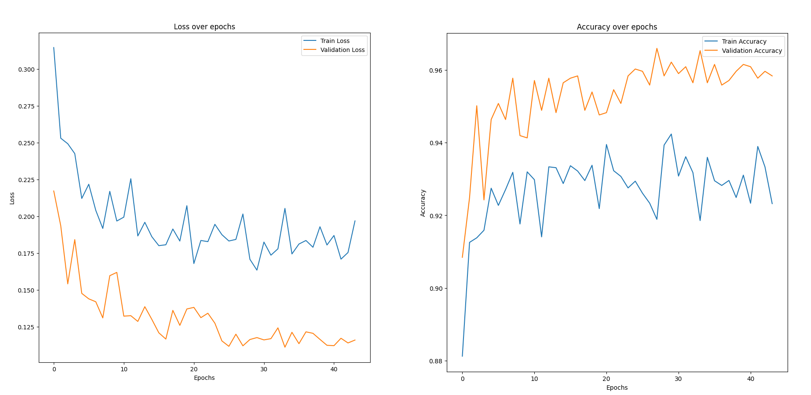 Loss over epochs
Train Loss
Validation Loss
0.300
0.275
0.250
0.225
0.200
0.175
0.150
0.125
Loss
0
10
20
30
40
Epochs
Accuracy over epochs
Train Accuracy
Validation Accuracy
0.96
0.94
0.92
0.90
0.88
Accuracy
0
10
20
30
40
Epochs